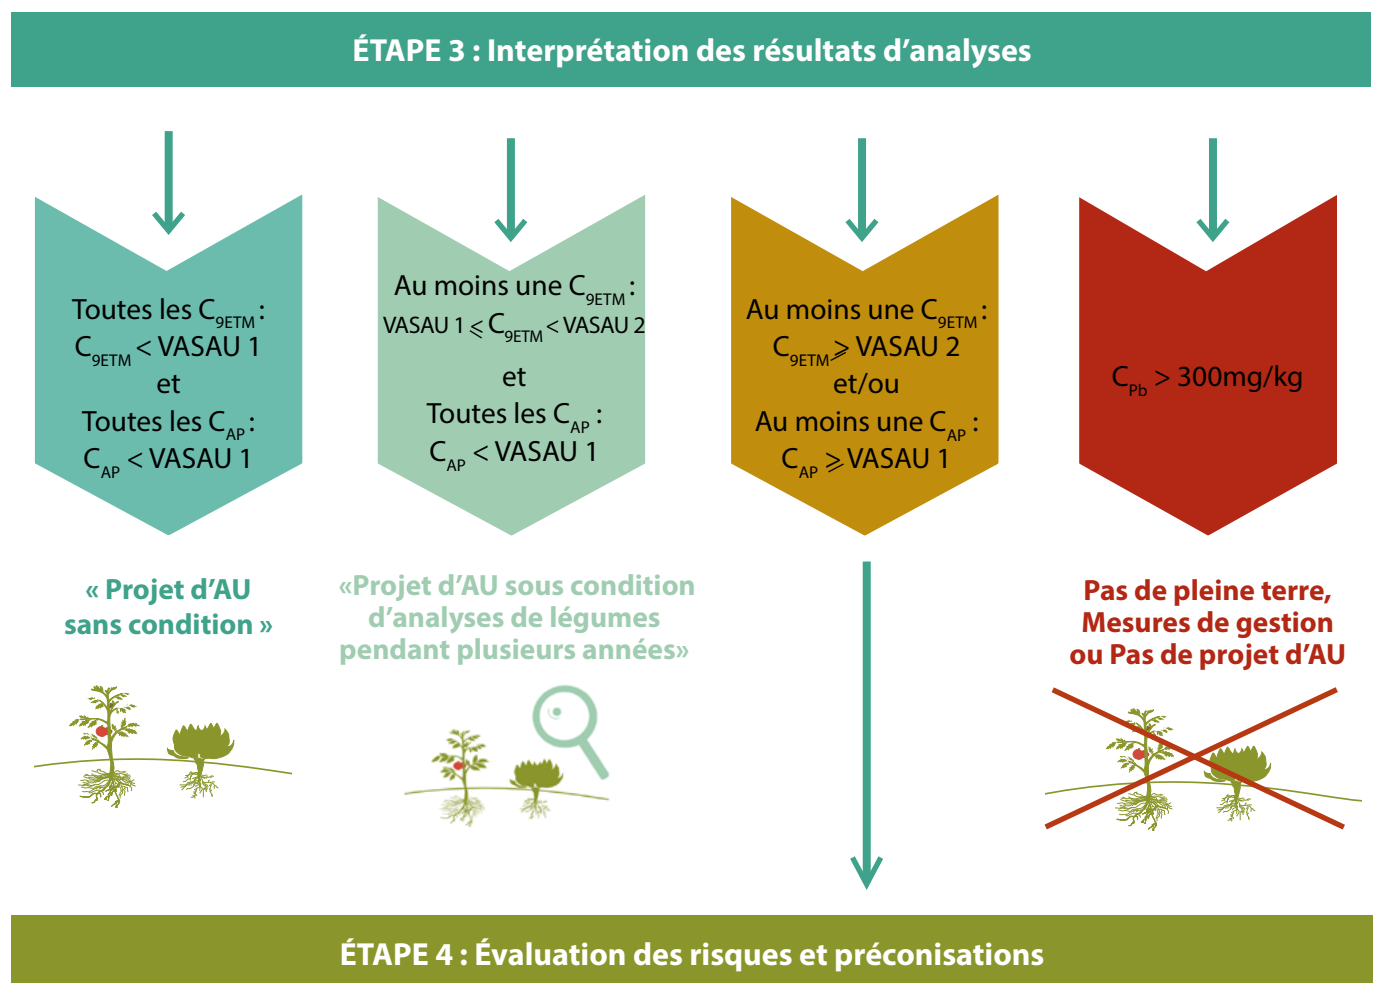 ÉTAPE 3 : Interprétation des résultats d’analyses
Toutes les C9ETM :
C9ETM < VASAU 1
et
Toutes les CAP :
CAP < VASAU 1
Au moins une C9ETM :
VASAU 1 ⩽ C9ETM < VASAU 2
et
Toutes les CAP :
CAP < VASAU 1
Au moins une C9ETM :
C9ETM ⩾ VASAU 2
et/ou
Au moins une CAP :
CAP ⩾ VASAU 1
CPb > 300mg/kg
« Projet d’AU
sans condition »
«Projet d’AU sous condition
d’analyses de légumes
pendant plusieurs années»
Pas de pleine terre,
Mesures de gestion
ou Pas de projet d’AU
ÉTAPE 4 : Évaluation des risques et préconisations